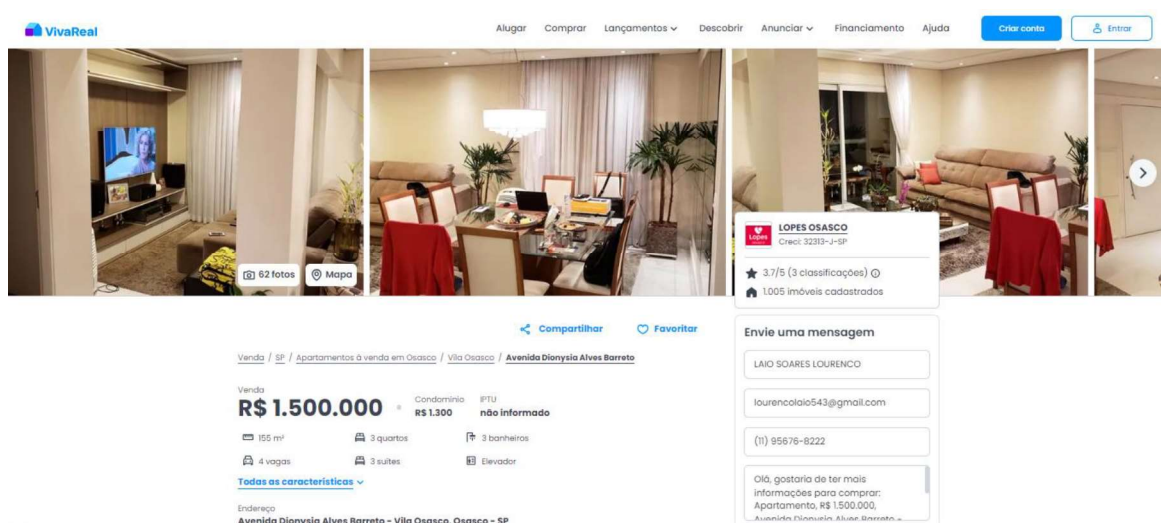 VivaReal
Alugar Comprar Lançamentos Descobrir Anunciar Financiamento Ajuda Criar conta Entrar
62 fotos Mapa
Lopes
LOPES OSASCO
Creci: 32313-J-SP
3.7/5 (3 classificações)
1.005 imóveis cadastrados
Compartilhar Favoritar
Venda / SP / Apartamentos à venda em Osasco / Vila Osasco / Avenida Dionysia Alves Barreto
Venda
R$ 1.500.000
Condomínio
R$ 1.300
IPTU
não informado
155 m² 3 quartos 3 banheiros
4 vagas 3 suítes Elevador
Todas as características
Endereço
Avenida Dionysia Alves Barreto - Vila Osasco, Osasco - SP
Envie uma mensagem
LAIO SOARES LOURENCO
lourencolaio543@gmail.com
(11) 95676-8222
Olá, gostaria de ter mais
informações para comprar:
Apartamento, R$ 1.500.000,
Avenida Dionysia Alves Barreto -